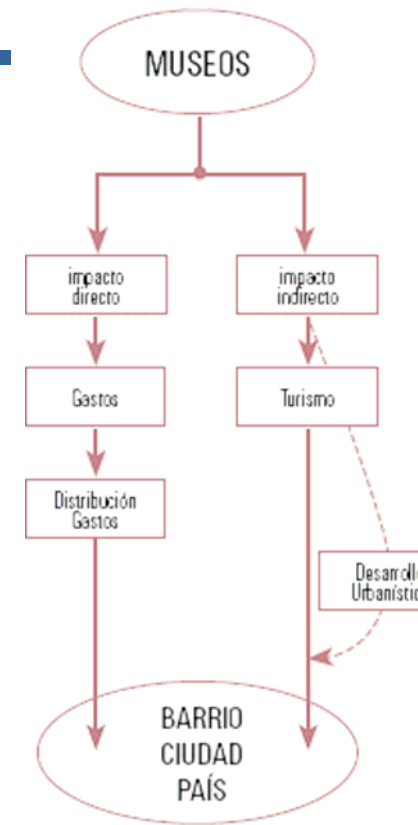 MUSEOS
impacto
directo
impacto
indirecto
Gastos
Turismo
Distribución
Gastos
BARRIO
CIUDAD
PAÍS